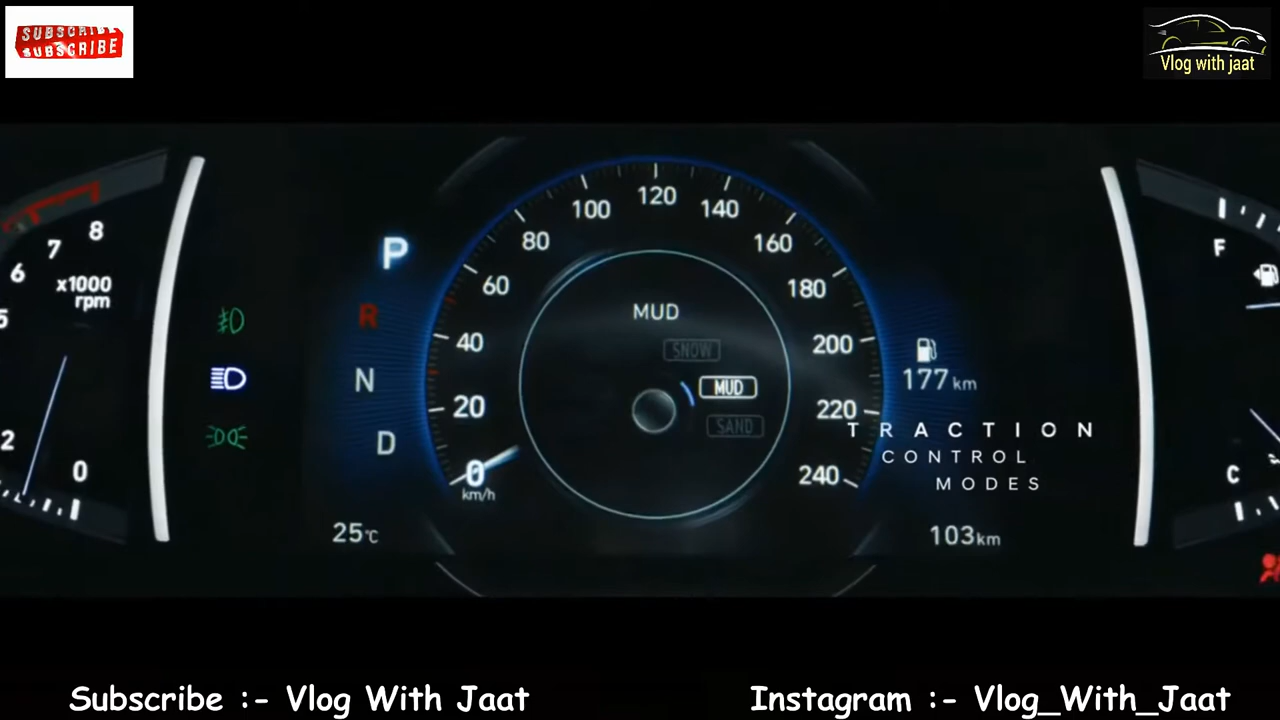 SUBSCRIBE
SUBSCRIBE
Vlog with jaat
8
7
6
5
x1000
rpm
2
0
P
R
N
D
100
120
140
80
160
60
180
40
200
20
220
0
240
km/h
MUD
SNOW
MUD
SAND
177 km
TRACTION
CONTROL
MODES
25°C
103km
F
C
Subscribe :- Vlog With Jaat
Instagram :- Vlog_With_Jaat